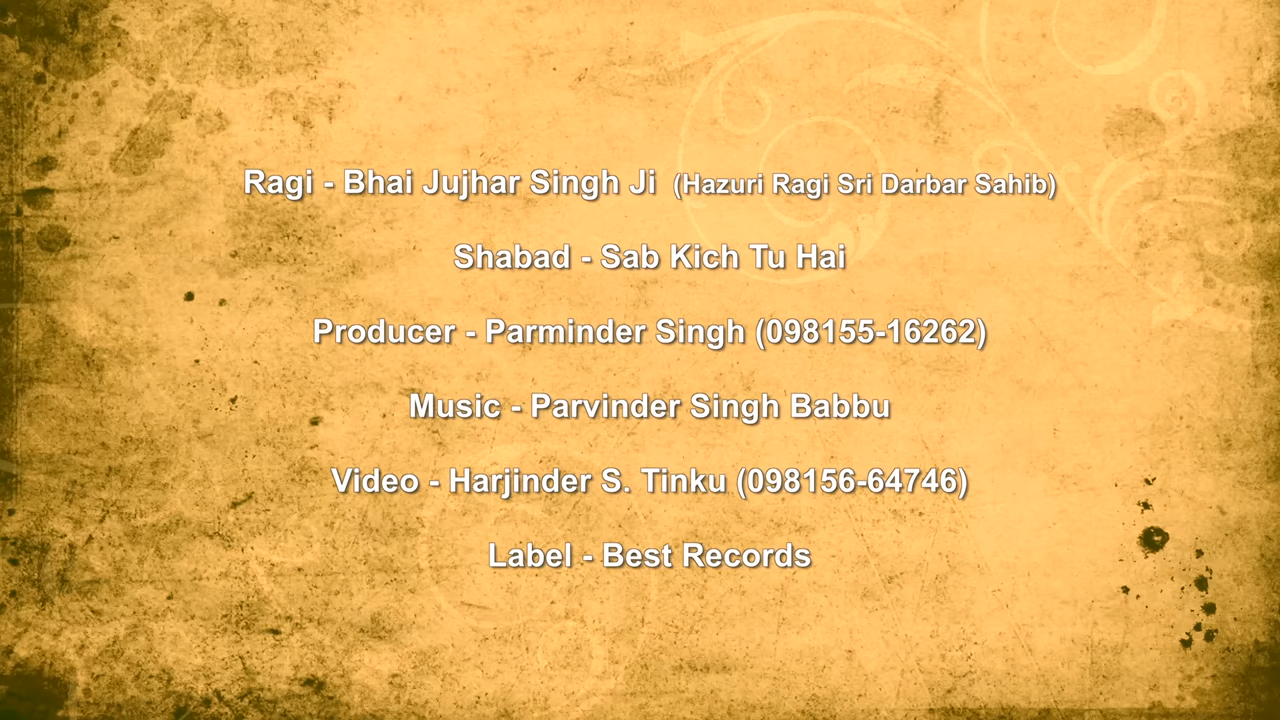 Ragi - Bhai Jujhar Singh Ji (Hazuri Ragi Sri Darbar Sahib)
Shabad - Sab Kich Tu Hai
Producer - Parminder Singh (098155-16262)
Music - Parvinder Singh Babbu
Video - Harjinder S. Tinku (098156-64746)
Label - Best Records